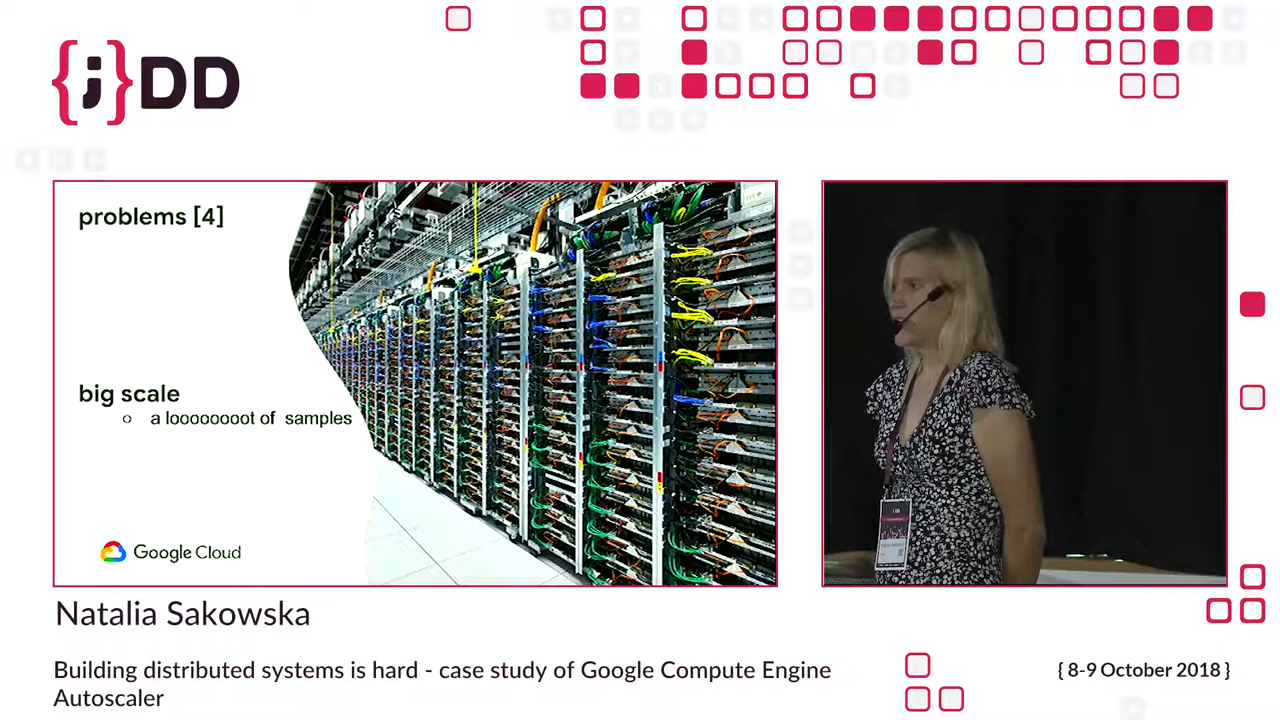 {;}DD
problems [4]
big scale
○ a loooooooot of samples
Google Cloud
Natalia Sakowska
Building distributed systems is hard - case study of Google Compute Engine
Autoscaler
{ 8-9 October 2018 }